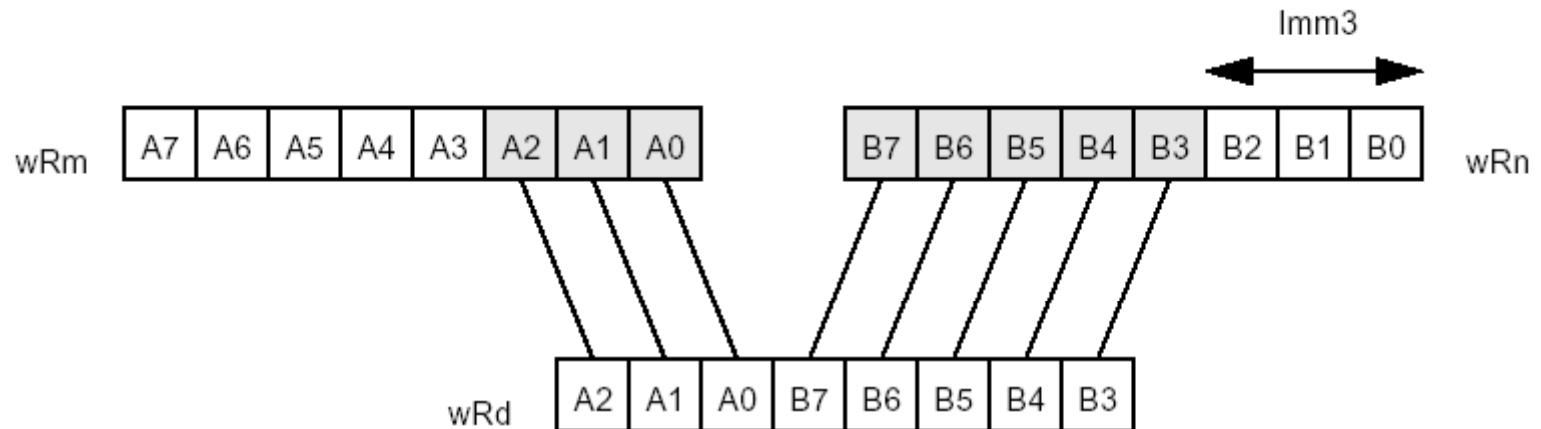 Imm3
wRm A7 A6 A5 A4 A3 A2 A1 A0 B7 B6 B5 B4 B3 B2 B1 B0 wRn
wRd A2 A1 A0 B7 B6 B5 B4 B3